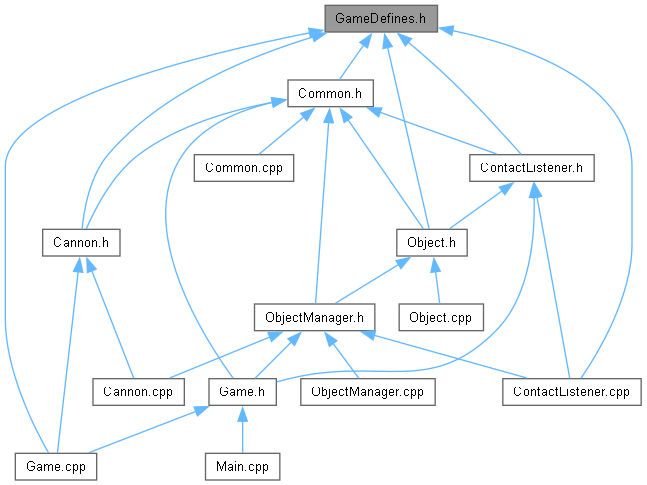 GameDefines.h
Common.h
Common.cpp
ContactListener.h
Cannon.h
Object.h
ObjectManager.h
Object.cpp
Cannon.cpp
Game.h
ObjectManager.cpp
ContactListener.cpp
Game.cpp
Main.cpp